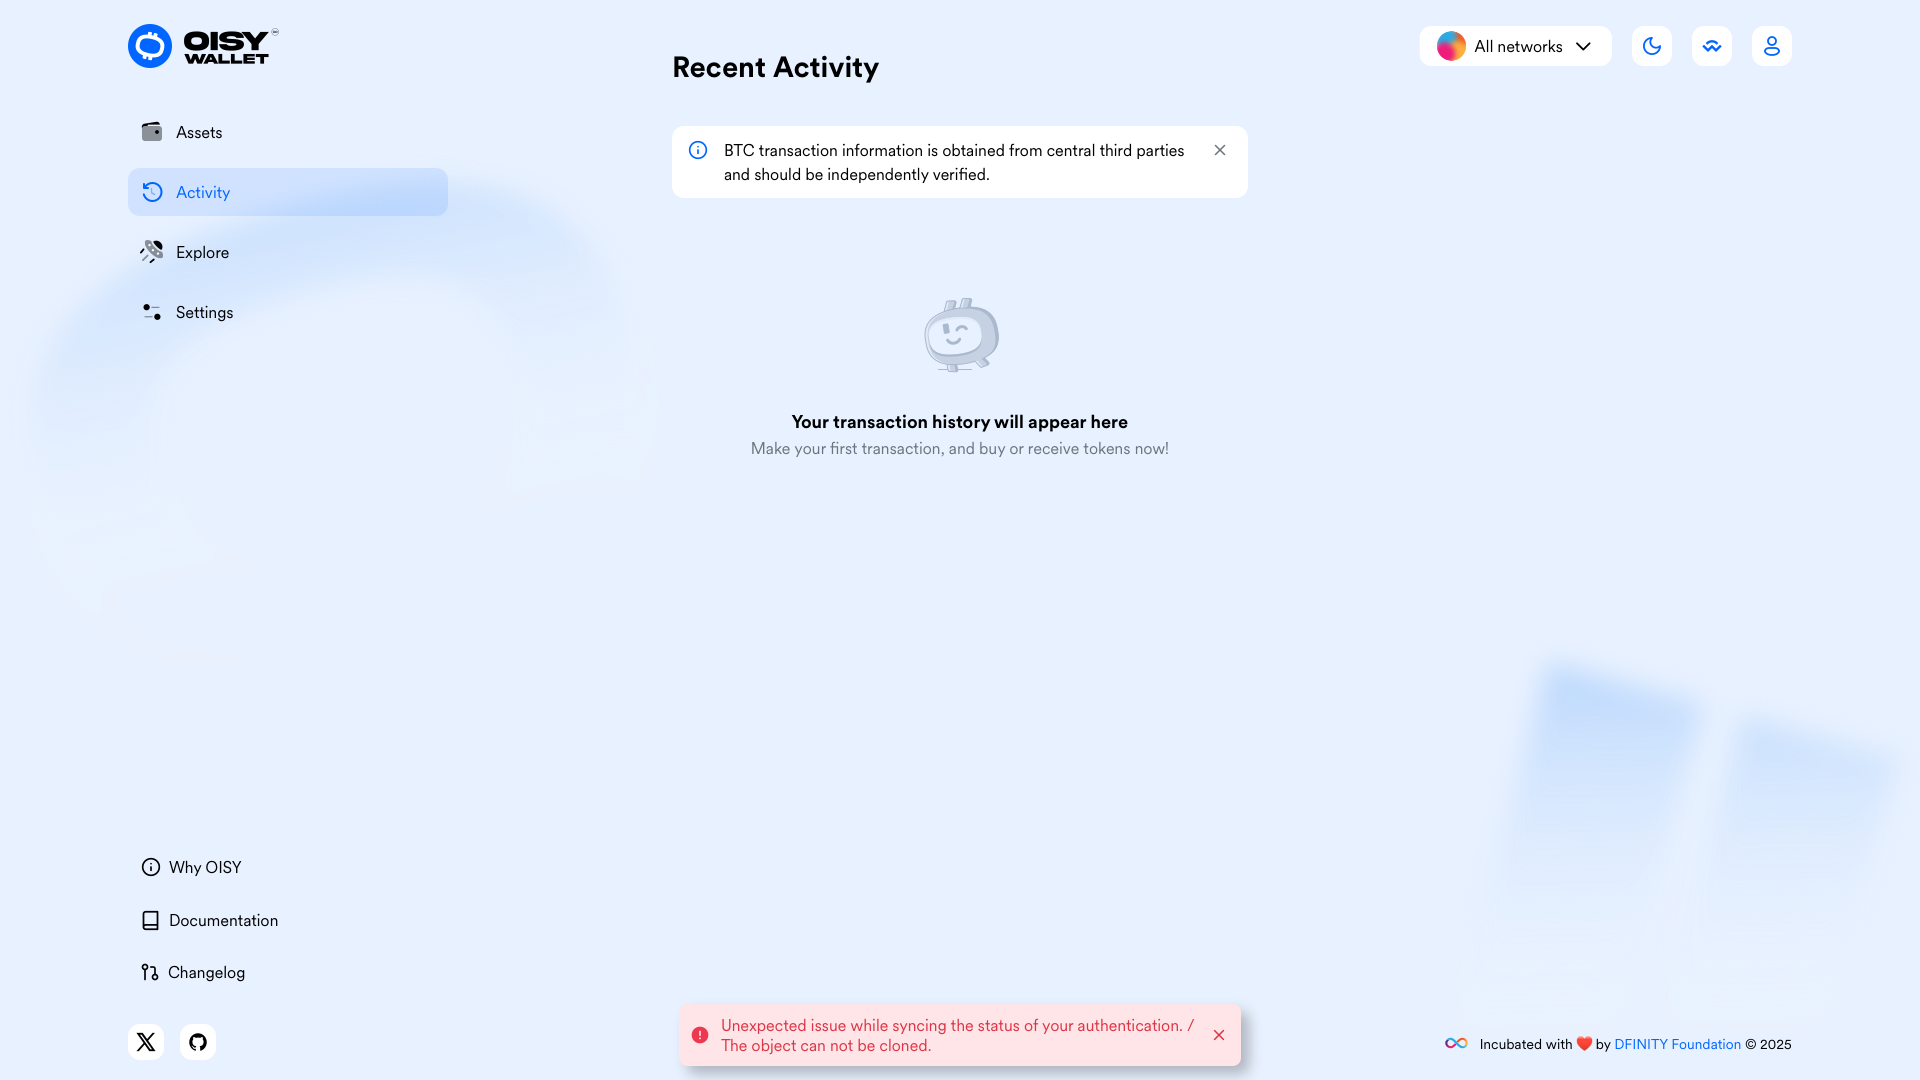 OISY
WALLET
Recent Activity
All networks
Assets
Activity
Explore
Settings
BTC transaction information is obtained from central third parties
and should be independently verified.
Your transaction history will appear here
Make your first transaction, and buy or receive tokens now!
Why OISY
Documentation
Changelog
Unexpected issue while syncing the status of your authentication. /
The object can not be cloned.
Incubated with ❤️ by DFINITY Foundation © 2025